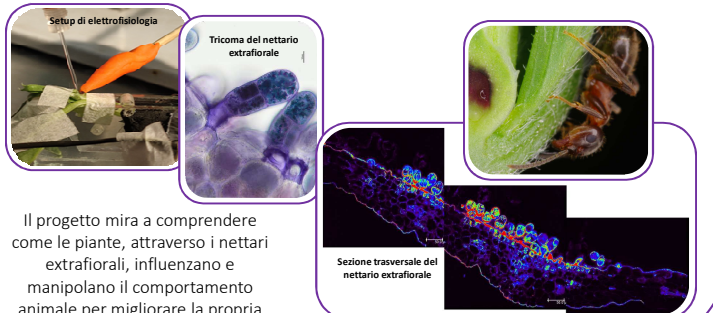 Setup di elettrofisiologia
Tricoma del nettario
extrafiorale
Sezione trasversale del
nettario extrafiorale
Il progetto mira a comprendere
come le piante, attraverso i nettari
extrafiorali, influenzano e
manipolano il comportamento
animale per migliorare la propria